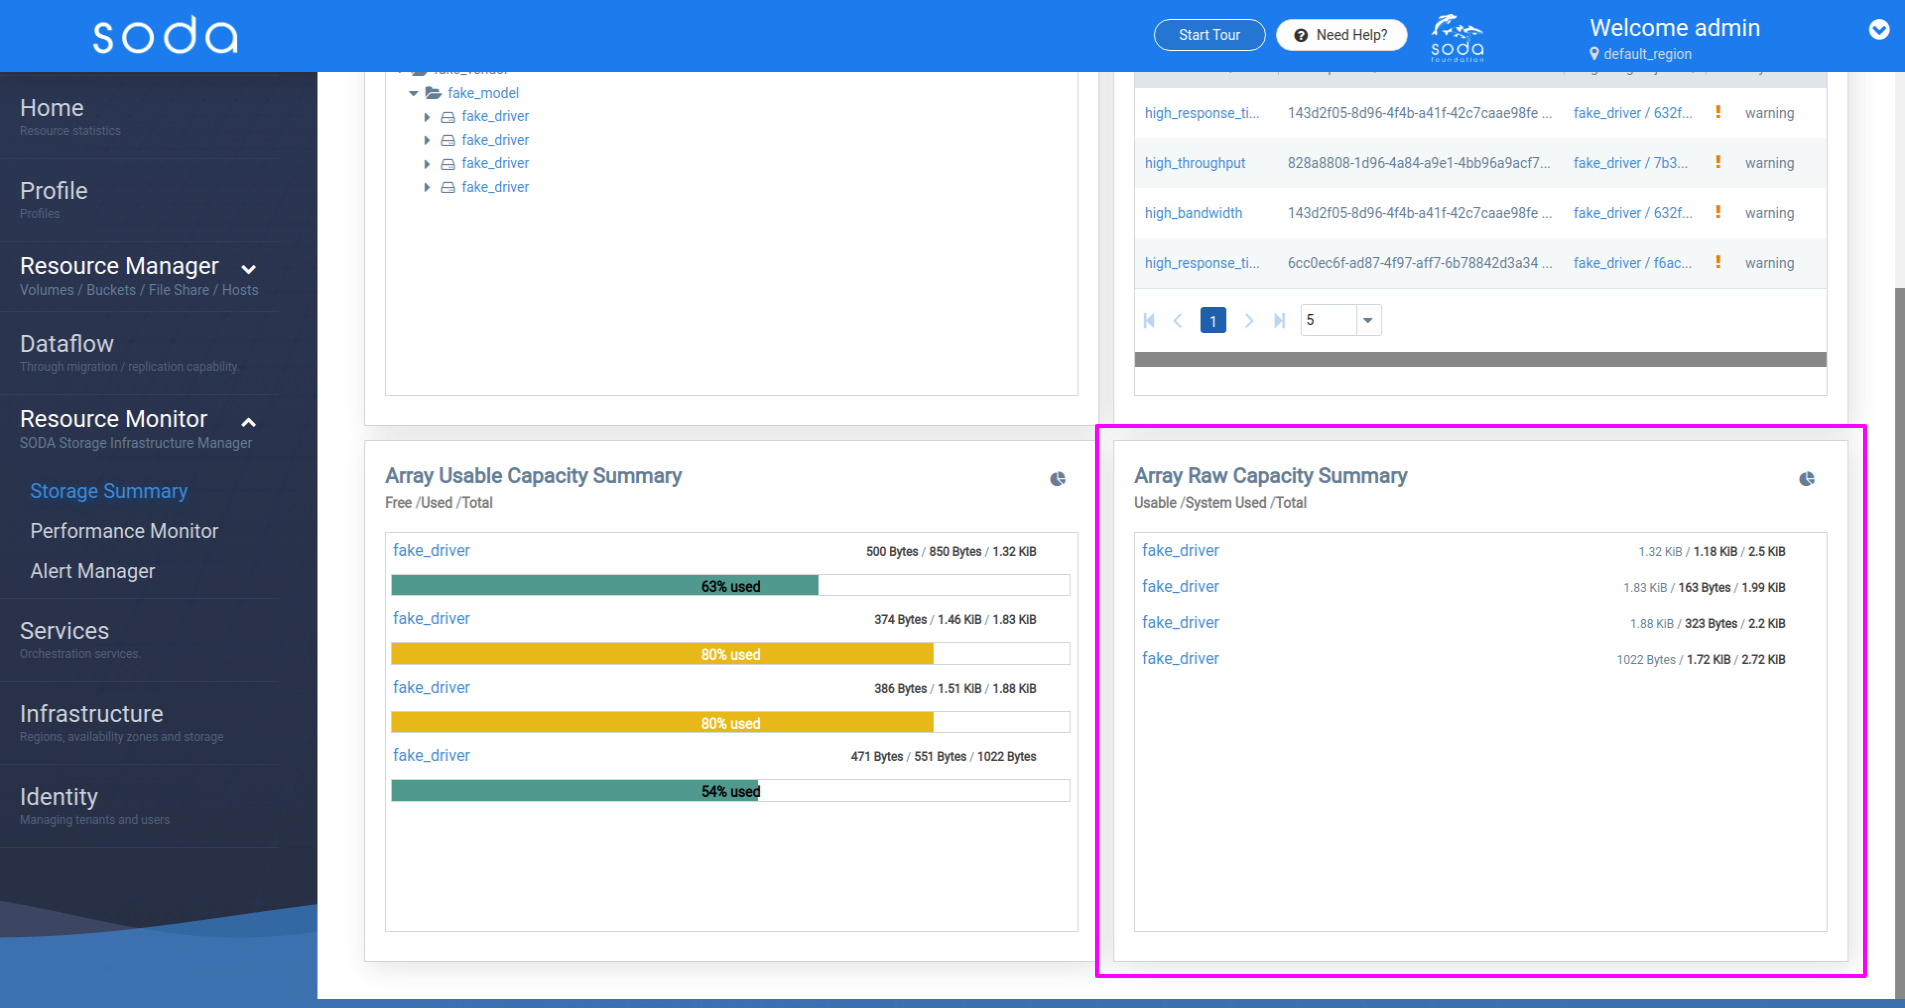 soda
Start Tour
Need Help?
soda
foundation
Welcome admin
default_region
Home
Resource statistics
Profile
Profiles
Resource Manager
Volumes / Buckets / File Share / Hosts
Dataflow
Through migration / replication capability.
Resource Monitor
SODA Storage Infrastructure Manager
Storage Summary
Performance Monitor
Alert Manager
Services
Orchestration services.
Infrastructure
Regions, availability zones and storage
Identity
Managing tenants and users
fake_model
fake_driver
fake_driver
fake_driver
fake_driver
high_response_ti... 143d2f05-8d96-4f4b-a41f-42c7caae98fe ... fake_driver / 632f... ! warning
high_throughput 828a8808-1d96-4a84-a9e1-4bb96a9acf7... fake_driver / 7b3... ! warning
high_bandwidth 143d2f05-8d96-4f4b-a41f-42c7caae98fe ... fake_driver / 632f... ! warning
high_response_ti... 6cc0ec6f-ad87-4f97-aff7-6b78842d3a34 ... fake_driver / f6ac... ! warning
1 5
Array Usable Capacity Summary
Free /Used /Total
fake_driver 500 Bytes / 850 Bytes / 1.32 KiB
63% used
fake_driver 374 Bytes / 1.46 KiB / 1.83 KiB
80% used
fake_driver 386 Bytes / 1.51 KiB / 1.88 KiB
80% used
fake_driver 471 Bytes / 551 Bytes / 1022 Bytes
54% used
Array Raw Capacity Summary
Usable /System Used /Total
fake_driver 1.32 KiB / 1.18 KiB / 2.5 KiB
fake_driver 1.83 KiB / 163 Bytes / 1.99 KiB
fake_driver 1.88 KiB / 323 Bytes / 2.2 KiB
fake_driver 1022 Bytes / 1.72 KiB / 2.72 KiB